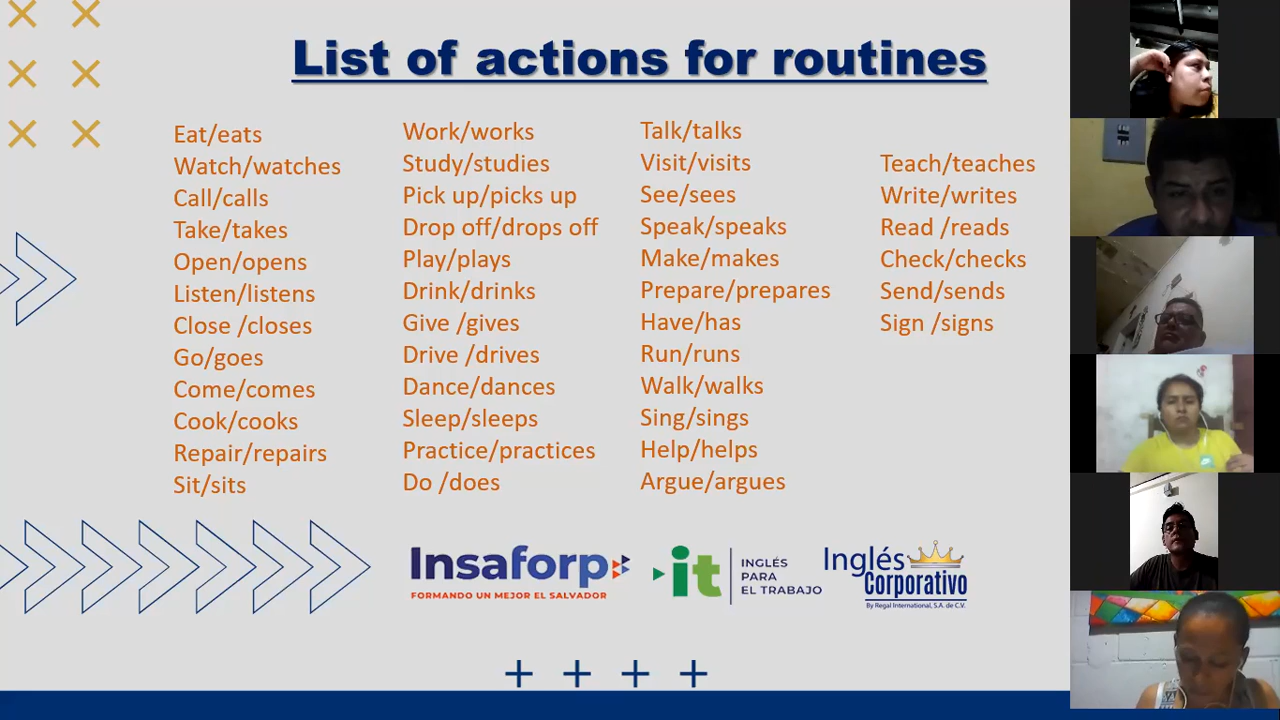 List of actions for routines
Eat/eats
Watch/watches
Call/calls
Take/takes
Open/opens
Listen/listens
Close /closes
Go/goes
Come/comes
Cook/cooks
Repair/repairs
Sit/sits
Work/works
Study/studies
Pick up/picks up
Drop off/drops off
Play/plays
Drink/drinks
Give /gives
Drive /drives
Dance/dances
Sleep/sleeps
Practice/practices
Do /does
Talk/talks
Visit/visits
See/sees
Speak/speaks
Make/makes
Prepare/prepares
Have/has
Run/runs
Walk/walks
Sing/sings
Help/helps
Argue/argues
Teach/teaches
Write/writes
Read /reads
Check/checks
Send/sends
Sign /signs
Insaforp
FORMANDO UN MEJOR EL SALVADOR
it
INGLÉS
PARA
EL TRABAJO
Inglés
Corporativo
By Regal International, S.A. de C.V.